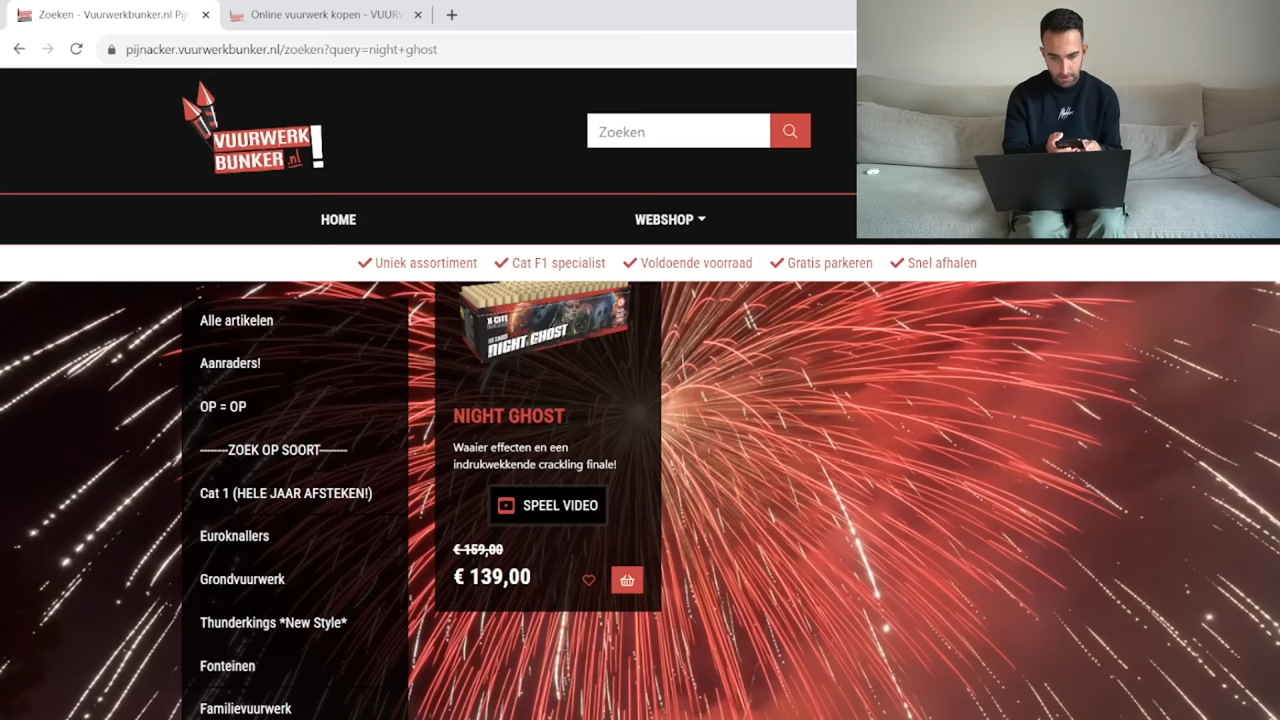 Zoeken - Vuurwerkbunker.nl Pij
Online vuurwerk kopen - VUUR
pijnacker.vuurwerkbunker.nl/zoeken?query=night+ghost
VUURWERK
BUNKER.nl!
Zoeken
HOME
WEBSHOP
Uniek assortiment
Cat F1 specialist
Voldoende voorraad
Gratis parkeren
Snel afhalen
Alle artikelen
Aanraders!
OP = OP
--------ZOEK OP SOORT--------
Cat 1 (HELE JAAR AFSTEKEN!)
Euroknallers
Grondvuurwerk
Thunderkings *New Style*
Fonteinen
Familievuurwerk
X-CITE
NIGHT GHOST
NIGHT GHOST
Waaier effecten en een
indrukwekkende crackling finale!
SPEEL VIDEO
€ 159,00
€ 139,00